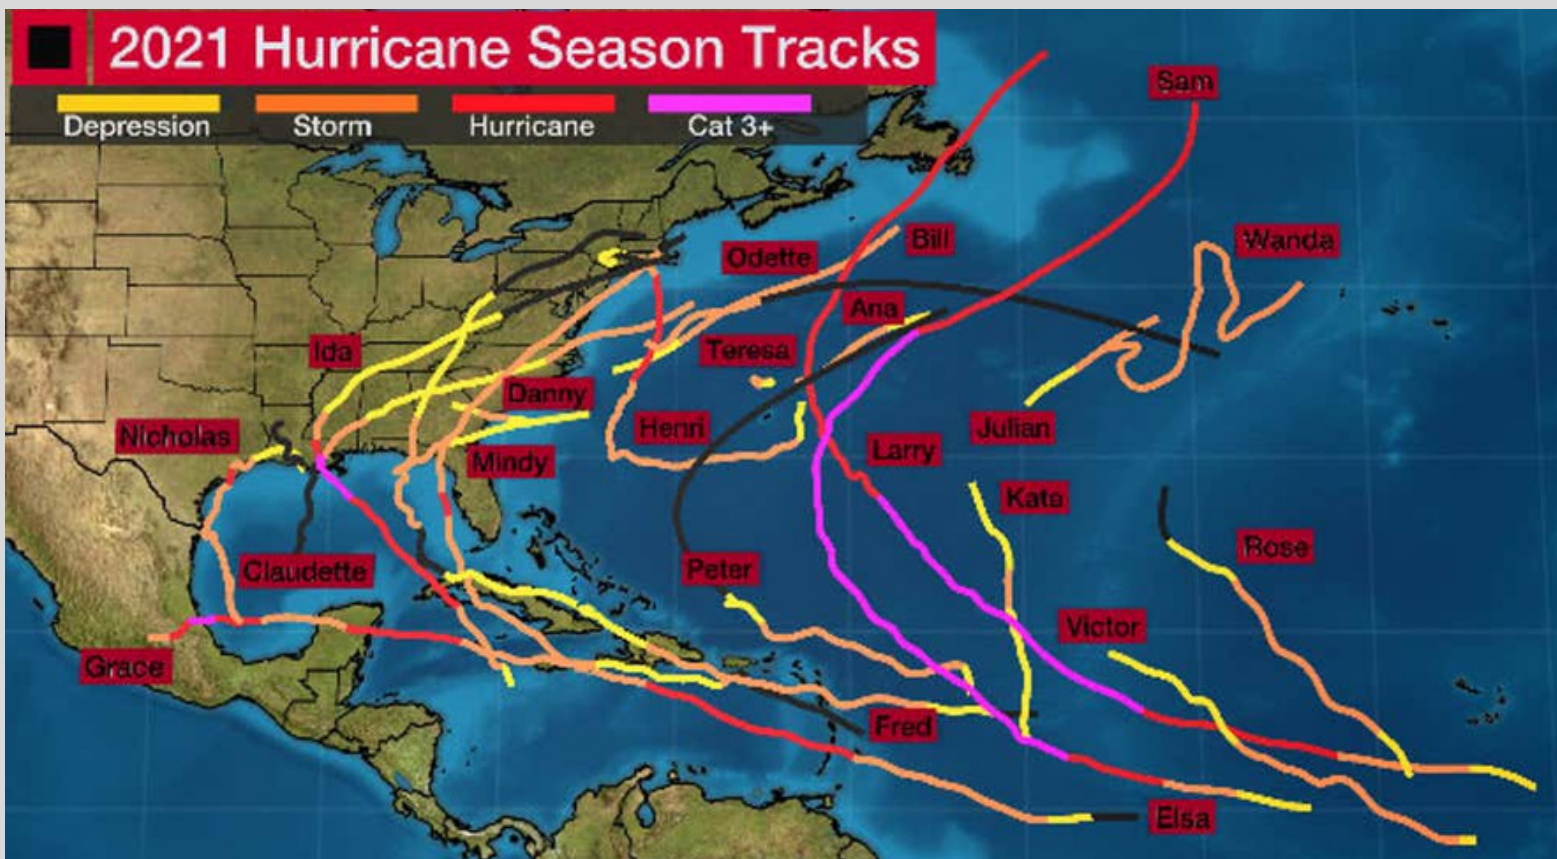 2021 Hurricane Season Tracks
Depression
Storm
Hurricane
Cat 3+
Sam
Bill
Wanda
Odette
Ana
Ida
Teresa
Danny
Nicholas
Henri
Julian
Mindy
Larry
Kate
Rose
Claudette
Peter
Victor
Grace
Fred
Elsa